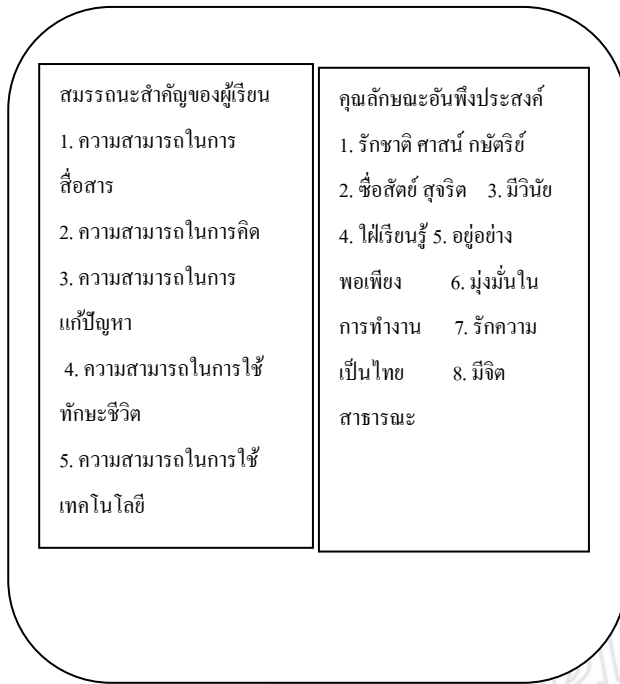 สมรรถนะสำคัญของผู้เรียน
1. ความสามารถในการ
สื่อสาร
2. ความสามารถในการคิด
3. ความสามารถในการ
แก้ปัญหา
4. ความสามารถในการใช้
ทักษะชีวิต
5. ความสามารถในการใช้
เทคโนโลยี
คุณลักษณะอันพึงประสงค์
1. รักชาติ ศาสน์ กษัตริย์
2. ซื่อสัตย์ สุจริต 3. มีวินัย
4. ใฝ่เรียนรู้ 5. อยู่อย่าง
พอเพียง 6. มุ่งมั่นใน
การทำงาน 7. รักความ
เป็นไทย 8. มีจิต
สาธารณะ